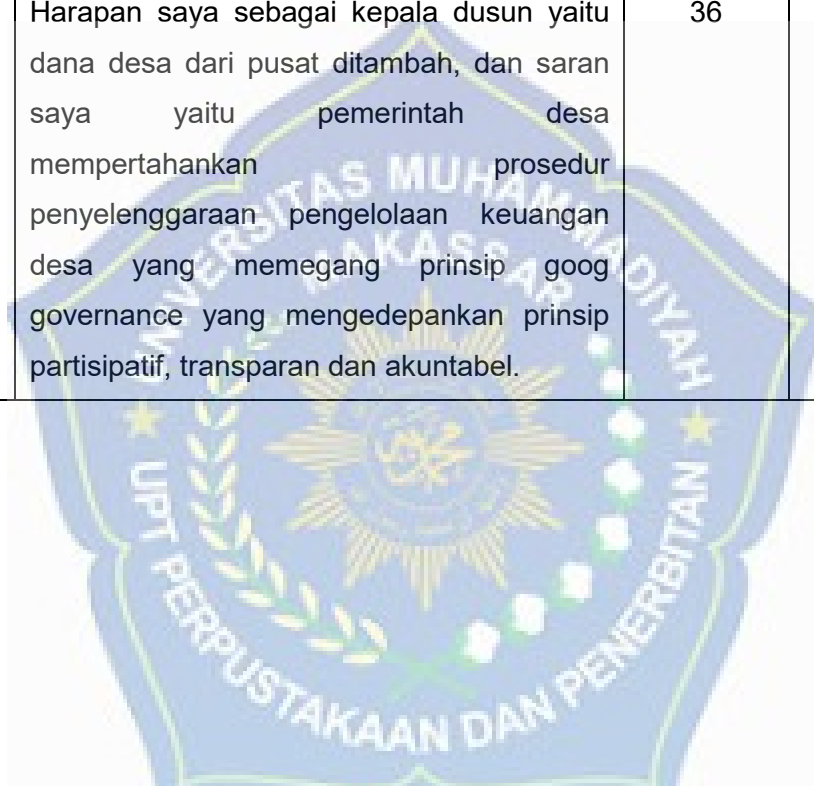 Harapan saya sebagai kepala dusun yaitu
36
dana desa dari pusat ditambah, dan saran
saya yaitu pemerintah desa
mempertahankan prosedur
penyelenggaraan pengelolaan keuangan
desa yang memegang prinsip goog
governance yang mengedepankan prinsip
partisipatif, transparan dan akuntabel.
UNIVERSITAS MUHAMMADIYAH
MAKASSAR
UPT PERPUSTAKAAN DAN PENERBITAN